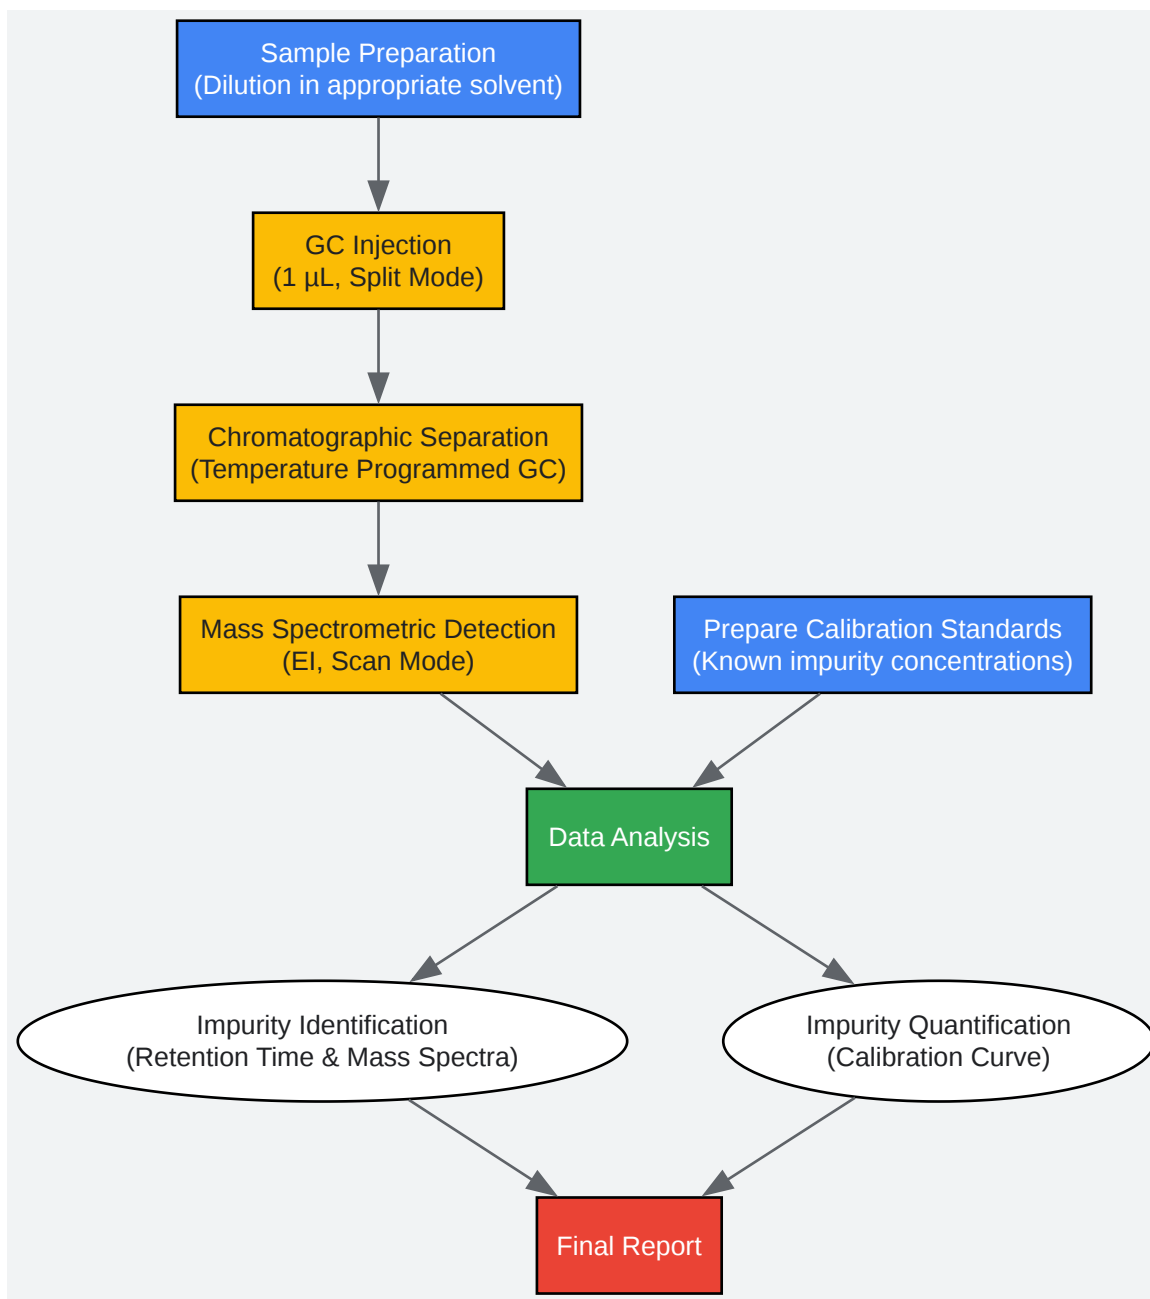 Sample Preparation
(Dilution in appropriate solvent)
GC Injection
(1 µL, Split Mode)
Chromatographic Separation
(Temperature Programmed GC)
Mass Spectrometric Detection
(EI, Scan Mode)
Prepare Calibration Standards
(Known impurity concentrations)
Data Analysis
Impurity Identification
(Retention Time & Mass Spectra)
Impurity Quantification
(Calibration Curve)
Final Report